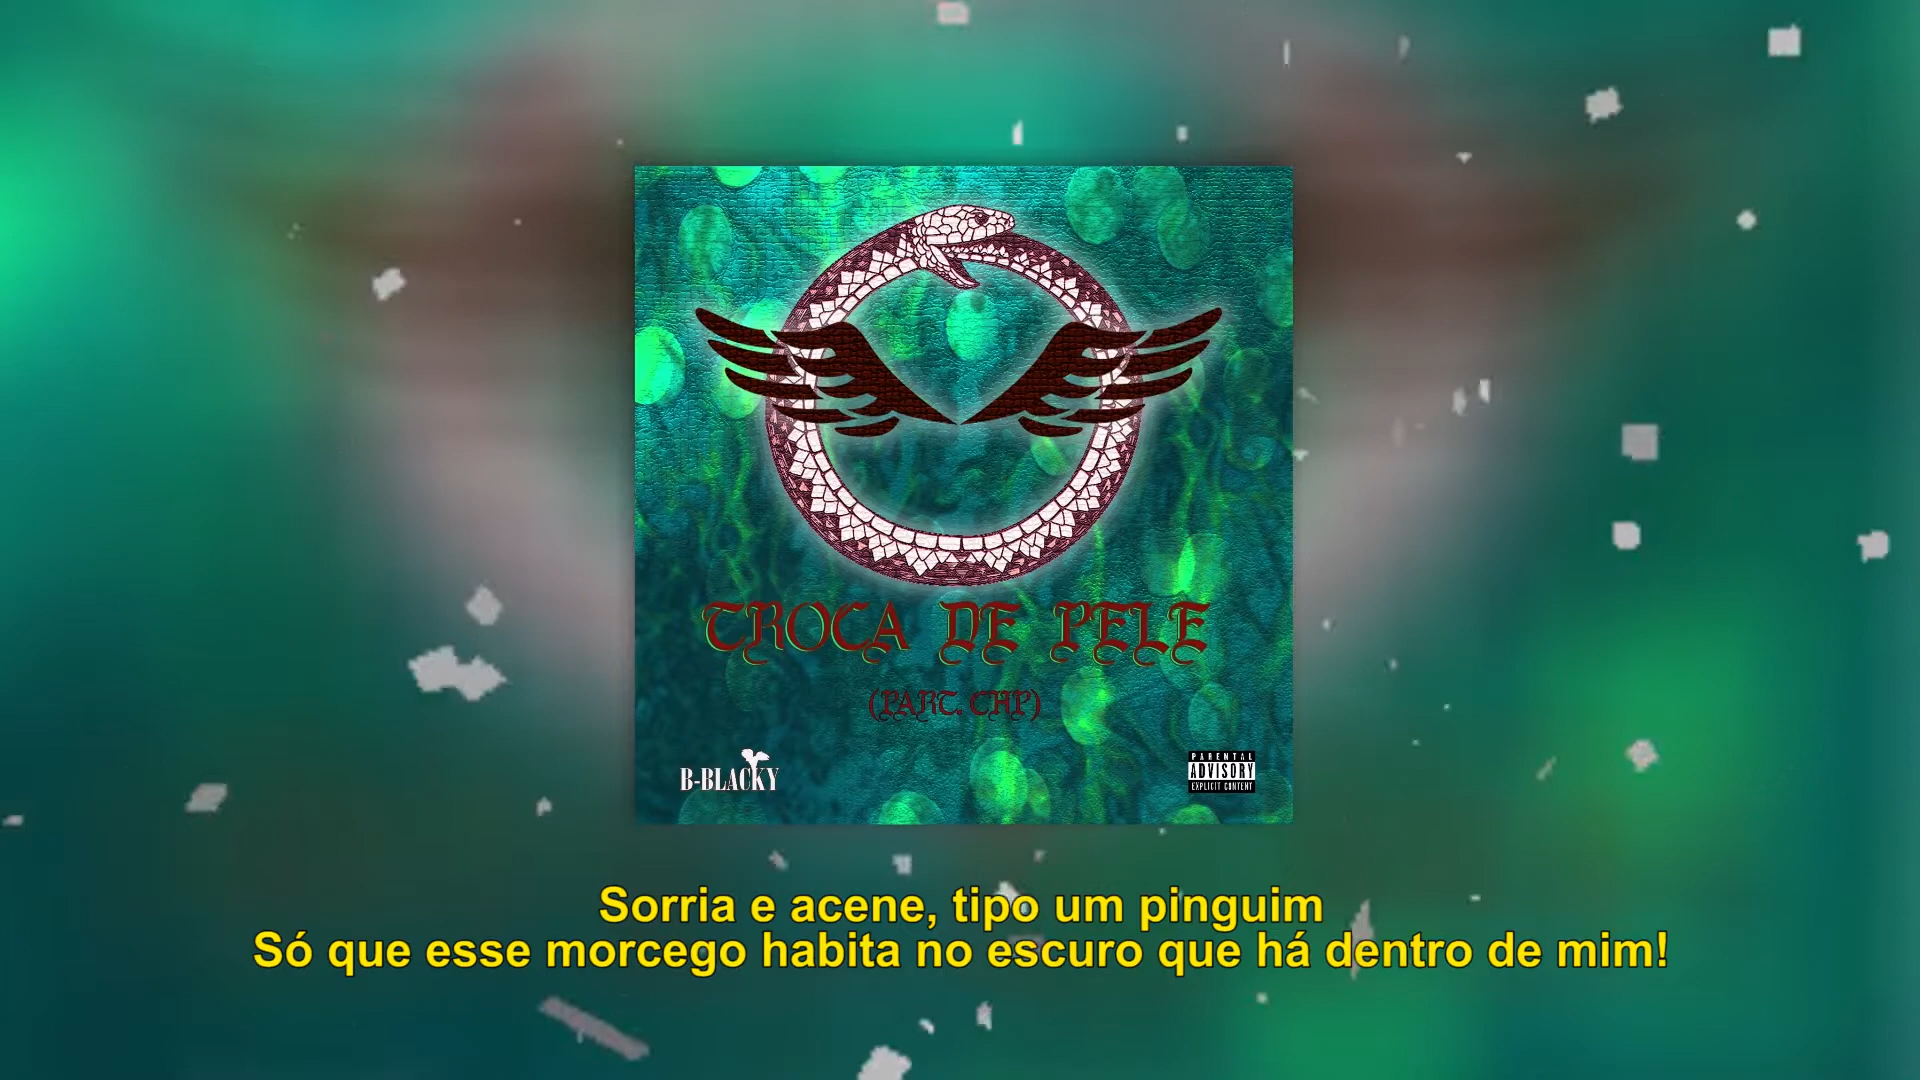 TROCA DE PELE
(PART. CHP)
B-BLACKY
PARENTAL
ADVISORY
EXPLICIT CONTENT
Sorria e acene, tipo um pinguim
Só que esse morcego habita no escuro que há dentro de mim!